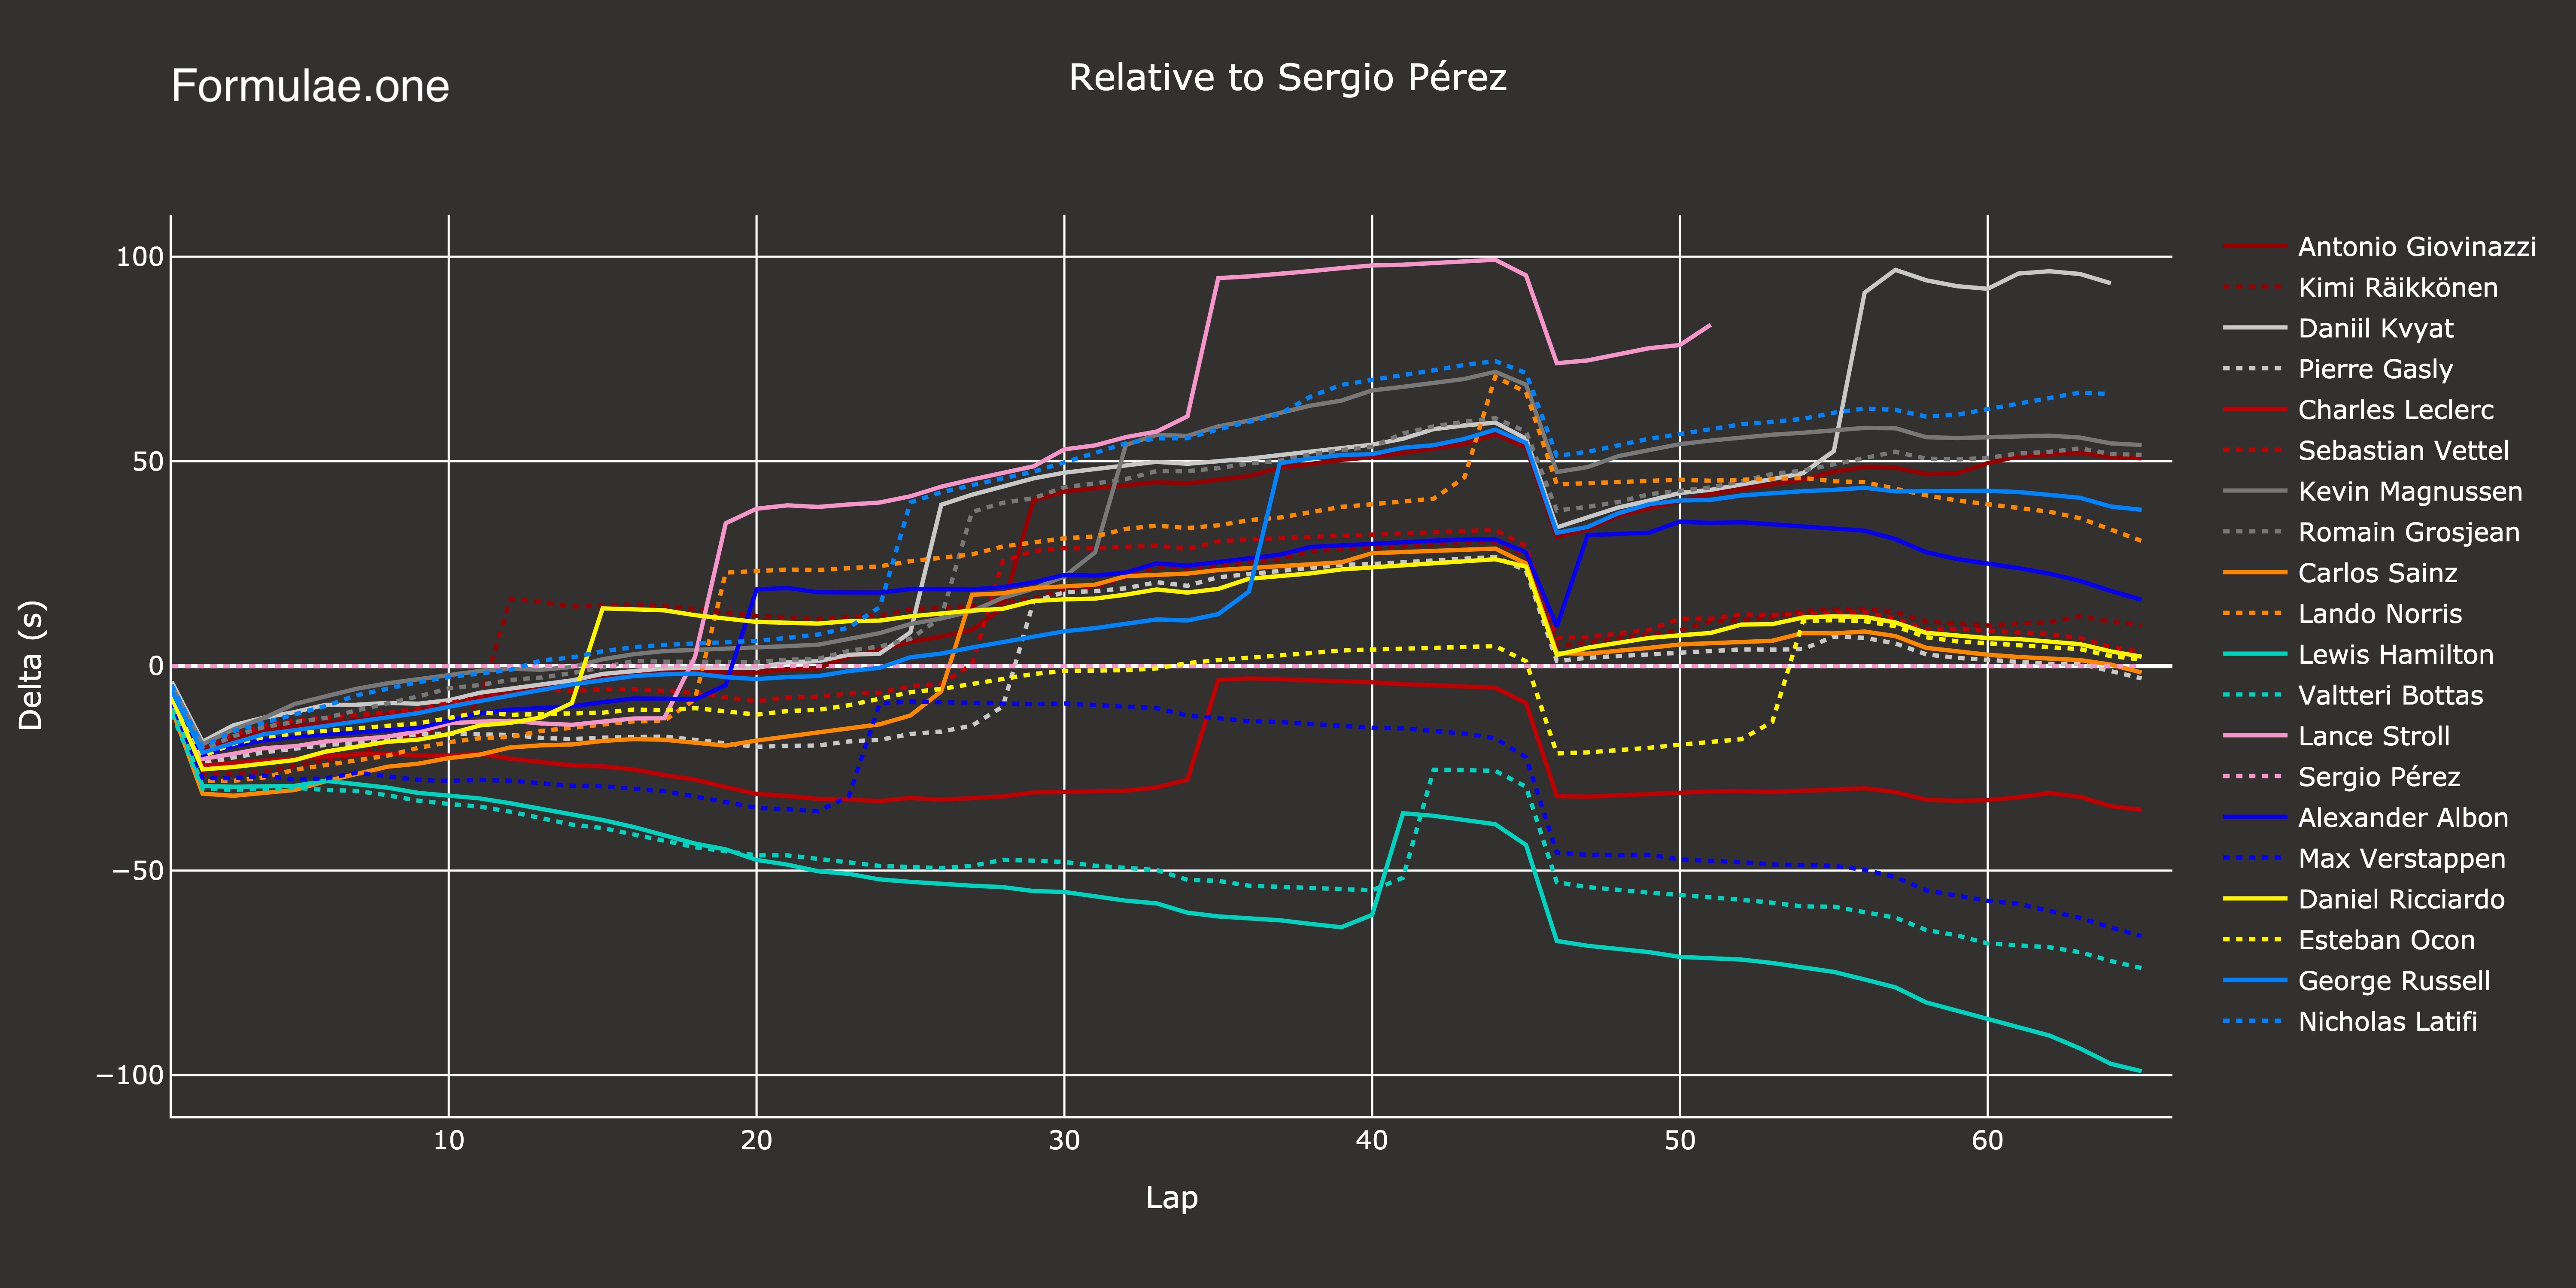 Formulae.one
Relative to Sergio Pérez
100
50
0
−50
−100
Delta (s)
10 20 30 40 50 60
Lap
Antonio Giovinazzi
Kimi Räikkönen
Daniil Kvyat
Pierre Gasly
Charles Leclerc
Sebastian Vettel
Kevin Magnussen
Romain Grosjean
Carlos Sainz
Lando Norris
Lewis Hamilton
Valtteri Bottas
Lance Stroll
Sergio Pérez
Alexander Albon
Max Verstappen
Daniel Ricciardo
Esteban Ocon
George Russell
Nicholas Latifi